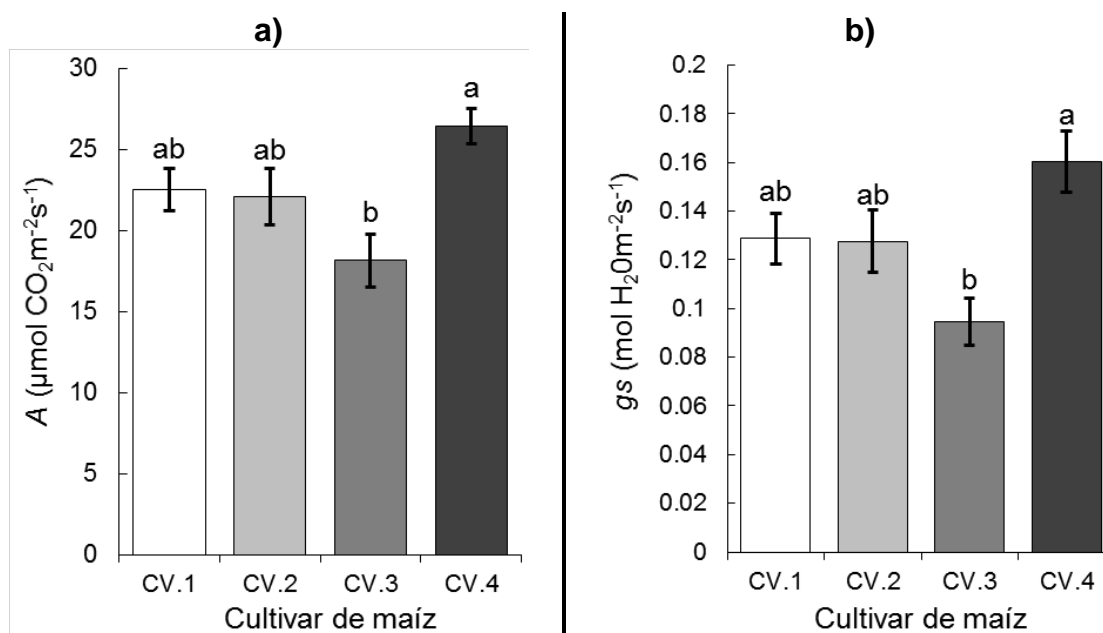 a)
30
25
20
15
10
5
0
A (µmol CO₂m⁻²s⁻¹)
ab
ab
b
a
CV.1 CV.2 CV.3 CV.4
Cultivar de maíz
b)
0.2
0.18
0.16
0.14
0.12
0.1
0.08
0.06
0.04
0.02
0
gs (mol H₂0m⁻²s⁻¹)
ab
ab
b
a
CV.1 CV.2 CV.3 CV.4
Cultivar de maíz